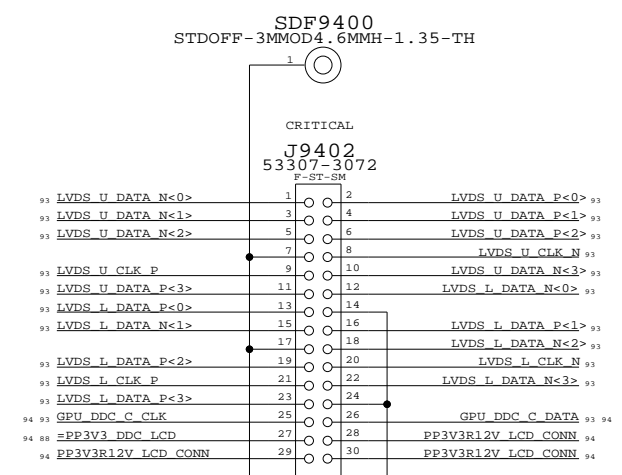 SDF9400
STDOFF-3MMOD4.6MMH-1.35-TH
1
CRITICAL
J9402
53307-3072
F-ST-SM
93 LVDS_U_DATA_N<0> 1 2 LVDS_U_DATA_P<0> 93
93 LVDS_U_DATA_N<1> 3 4 LVDS_U_DATA_P<1> 93
93 LVDS_U_DATA_N<2> 5 6 LVDS_U_DATA_P<2> 93
7 8 LVDS_U_CLK_N 93
93 LVDS_U_CLK_P 9 10 LVDS_U_DATA_N<3> 93
93 LVDS_U_DATA_P<3> 11 12 LVDS_L_DATA_N<0> 93
93 LVDS_L_DATA_P<0> 13 14
93 LVDS_L_DATA_N<1> 15 16 LVDS_L_DATA_P<1> 93
17 18 LVDS_L_DATA_N<2> 93
93 LVDS_L_DATA_P<2> 19 20 LVDS_L_CLK_N 93
93 LVDS_L_CLK_P 21 22 LVDS_L_DATA_N<3> 93
93 LVDS_L_DATA_P<3> 23 24
94 93 GPU_DDC_C_CLK 25 26 GPU_DDC_C_DATA 93 94
94 88 =PP3V3_DDC_LCD 27 28 PP3V3R12V_LCD_CONN 94
94 PP3V3R12V_LCD_CONN 29 30 PP3V3R12V_LCD_CONN 94